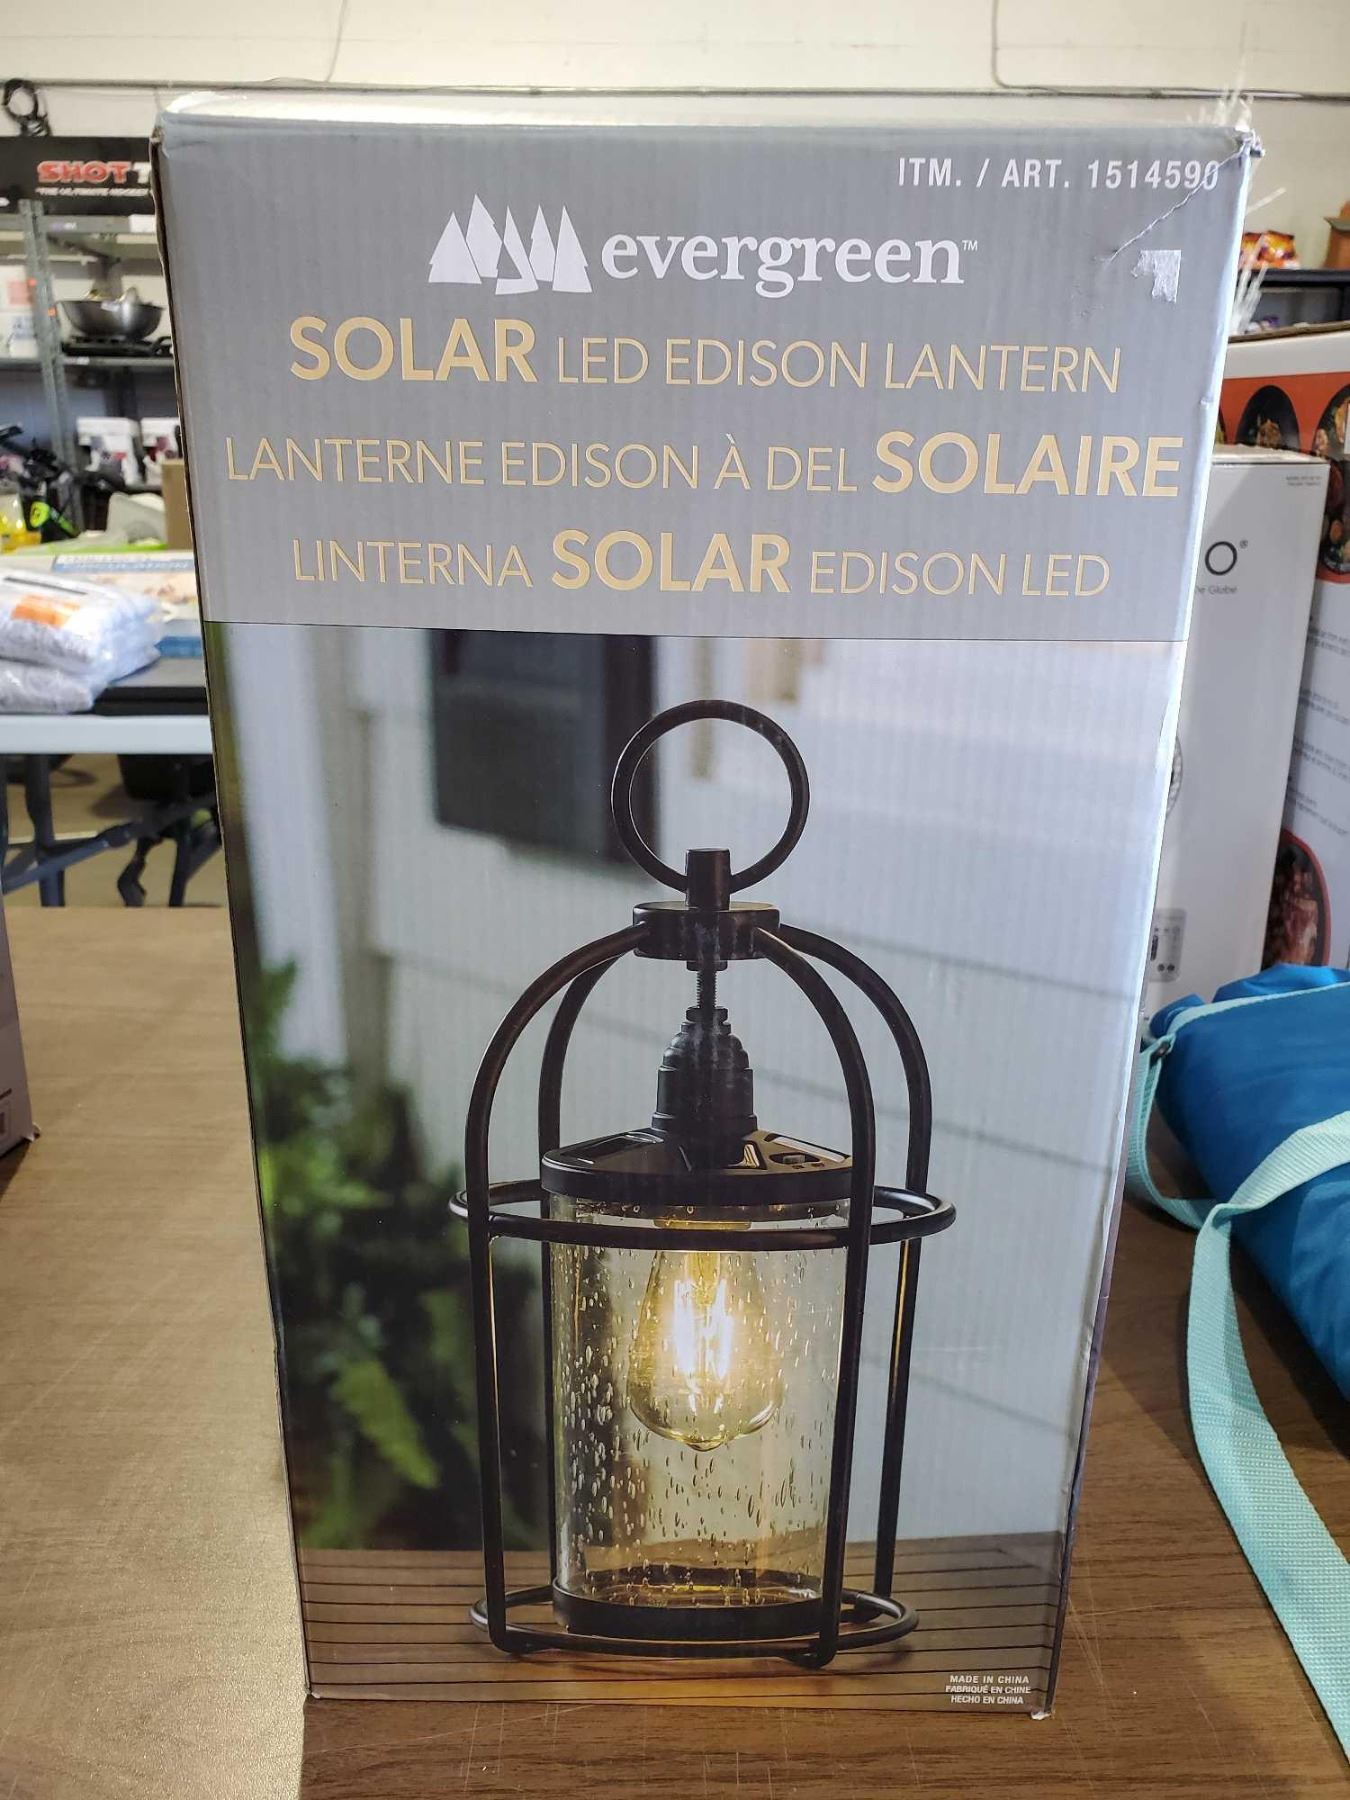 ITM. / ART. 1514590
evergreen™
SOLAR LED EDISON LANTERN
LANTERNE EDISON À DEL SOLAIRE
LINTERNA SOLAR EDISON LED
MADE IN CHINA
FABRIQUÉ EN CHINE
HECHO EN CHINA
SHOT